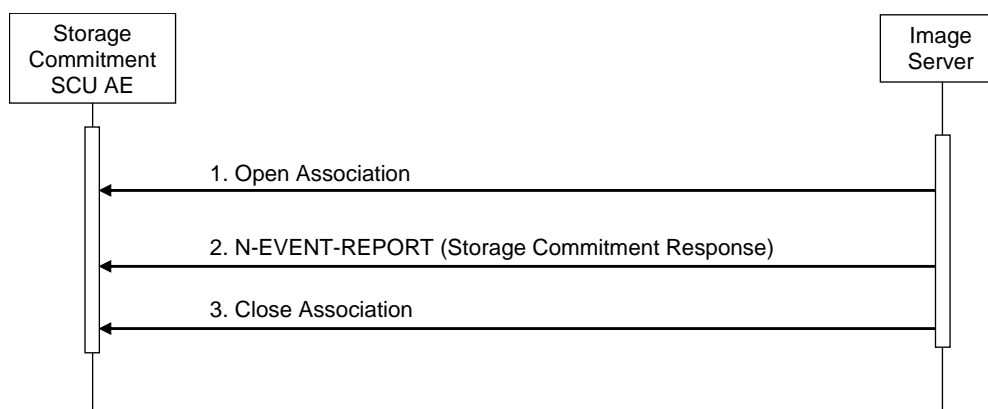 Storage
Commitment
SCU AE
Image
Server
1. Open Association
2. N-EVENT-REPORT (Storage Commitment Response)
3. Close Association